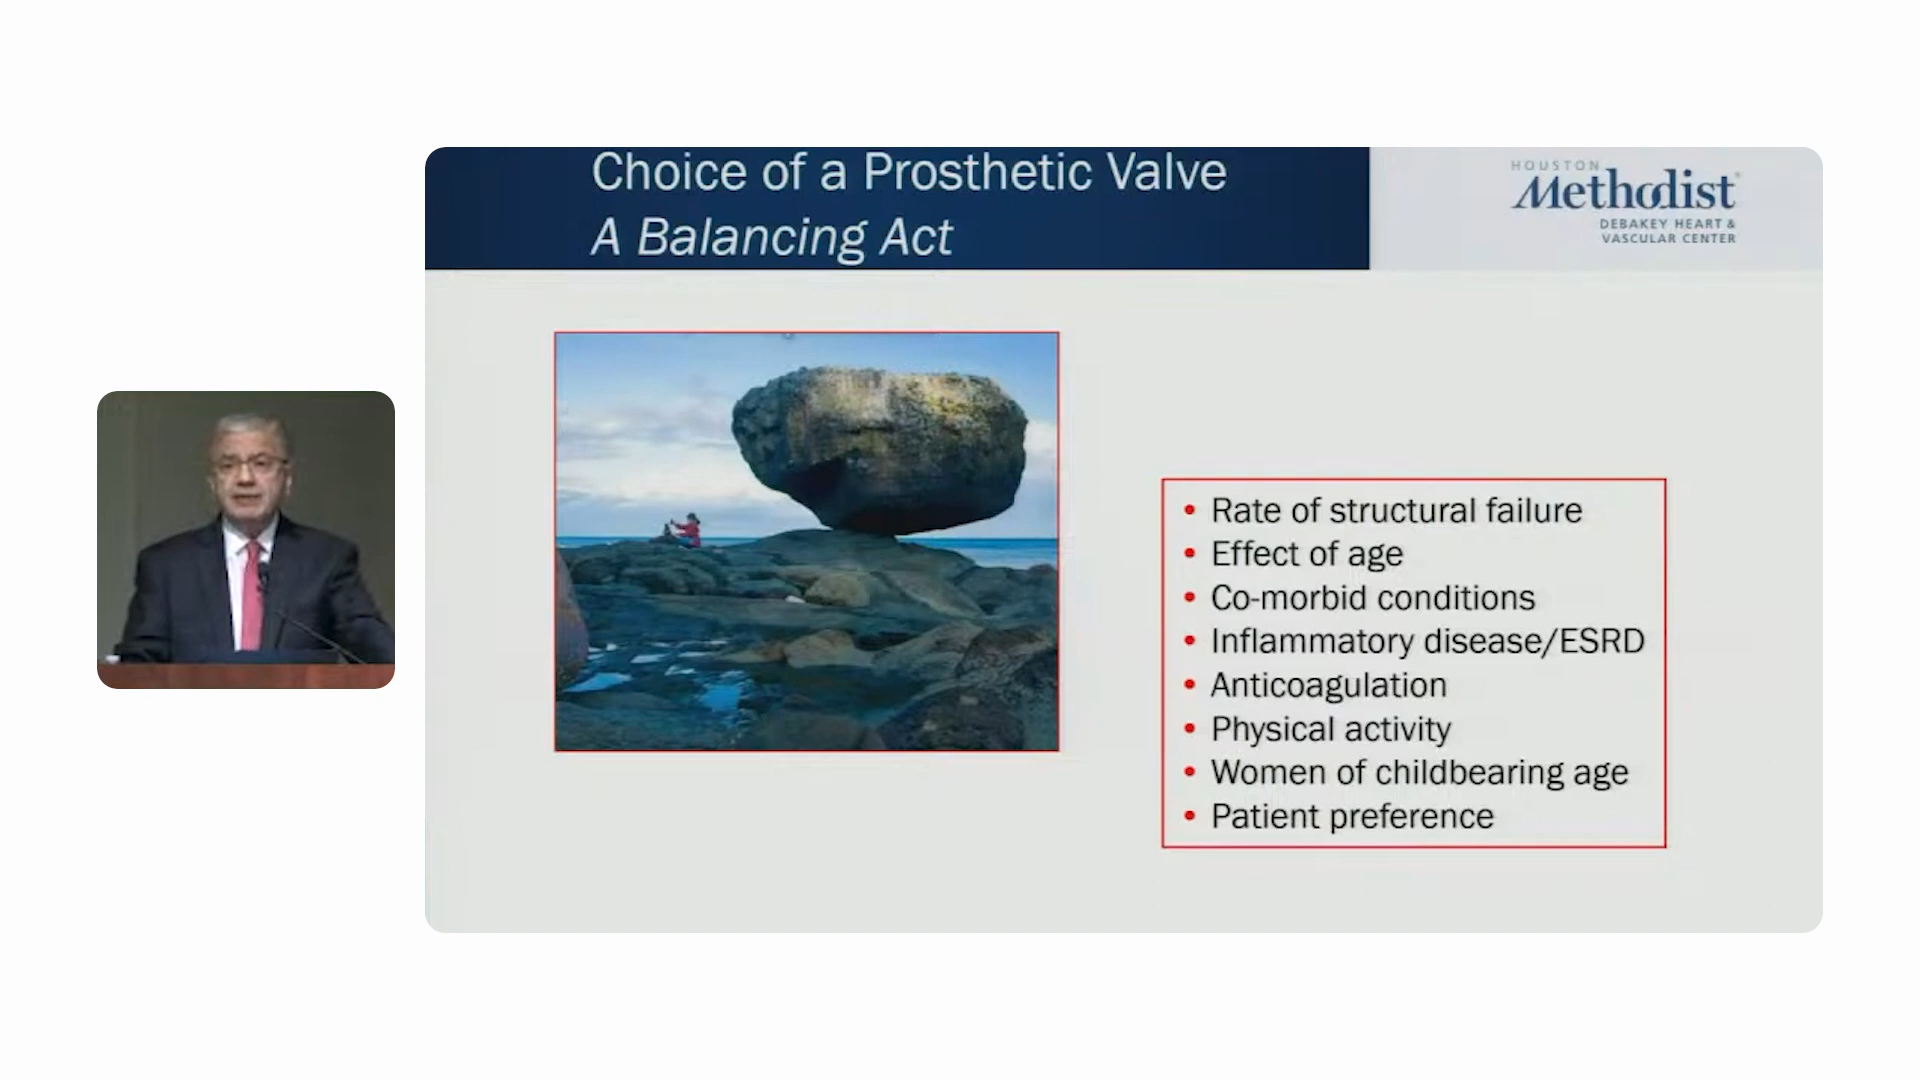 Choice of a Prosthetic Valve
A Balancing Act
HOUSTON
Methodist
DEBAKEY HEART &
VASCULAR CENTER
• Rate of structural failure
• Effect of age
• Co-morbid conditions
• Inflammatory disease/ESRD
• Anticoagulation
• Physical activity
• Women of childbearing age
• Patient preference